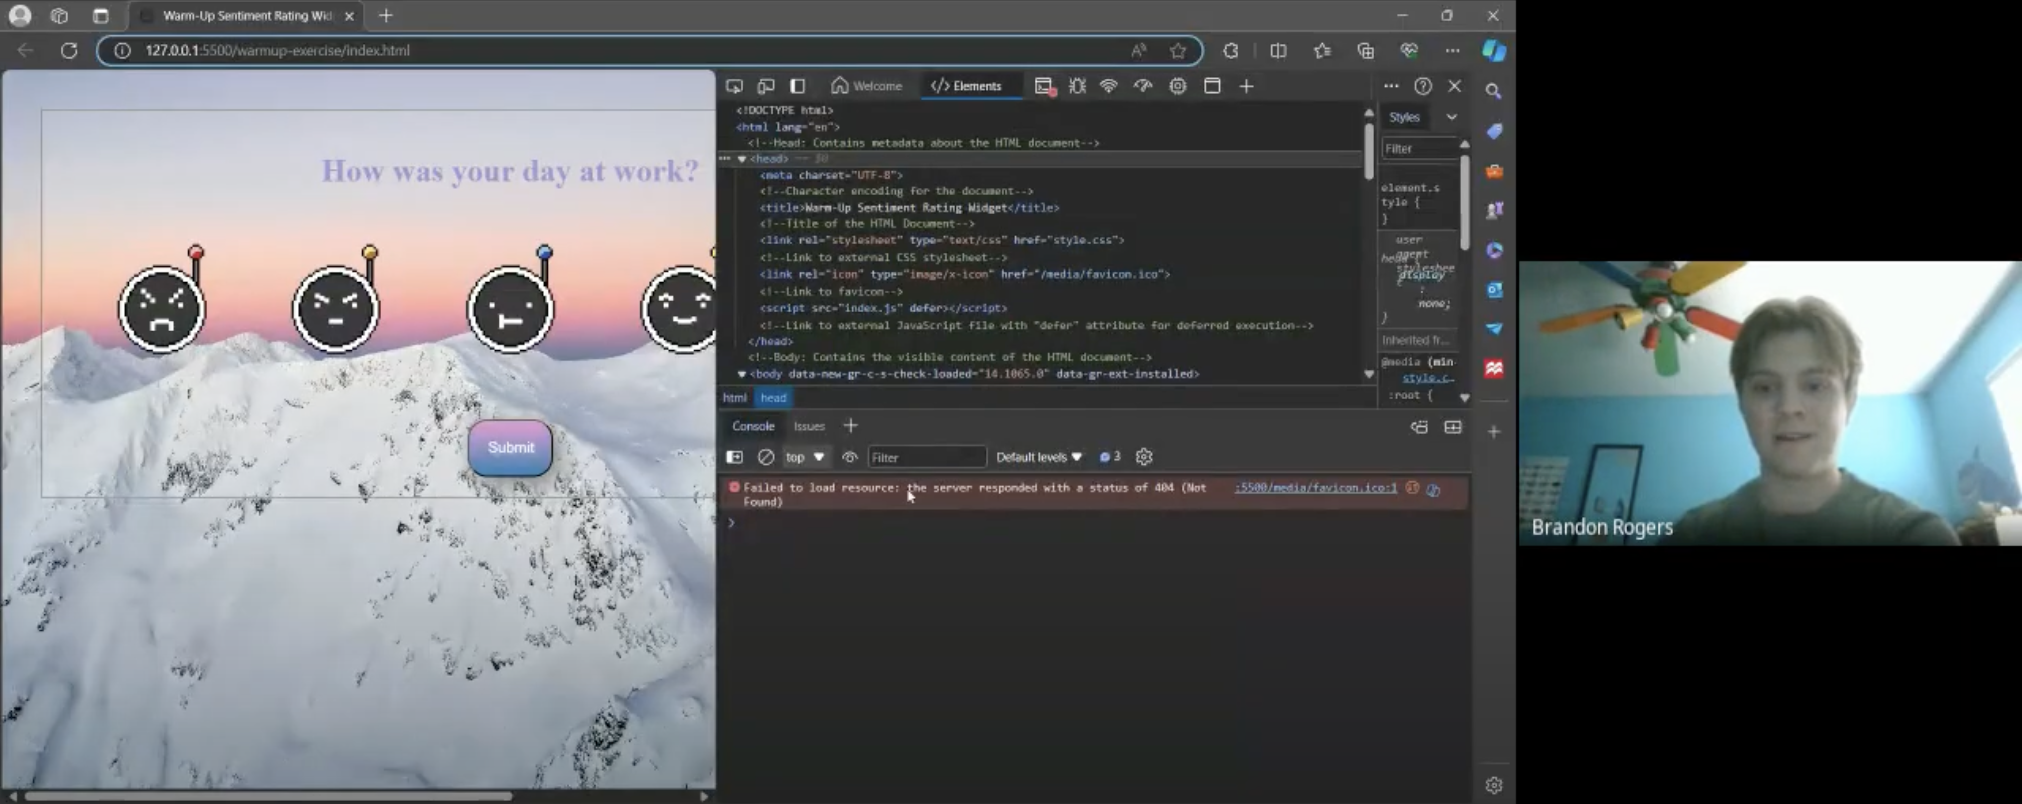 Warm-Up Sentiment Rating Wid
127.0.0.1:5500/warmup-exercise/index.html
How was your day at work?
Submit
Welcome
</> Elements
<!DOCTYPE html>
<html lang="en">
<!--Head: Contains metadata about the HTML document-->
<head> == $0
<meta charset="UTF-8">
<!--Character encoding for the document-->
<title>Warm-Up Sentiment Rating Widget</title>
<!--Title of the HTML Document-->
<link rel="stylesheet" type="text/css" href="style.css">
<!--Link to external CSS stylesheet-->
<link rel="icon" type="image/x-icon" href="/media/favicon.ico">
<!--Link to favicon-->
<script src="index.js" defer></script>
<!--Link to external JavaScript file with "defer" attribute for deferred execution-->
</head>
<!--Body: Contains the visible content of the HTML document-->
<body data-new-gr-c-s-check-loaded="14.1065.0" data-gr-ext-installed>
html head
Styles
Filter
element.s
tyle {
}
user
agent
styleshee
display
:
none;
}
Inherited fr...
@media (min-
style.c…
:root {
Console Issues
top Filter Default levels 3
Failed to load resource: the server responded with a status of 404 (Not
Found)
:5500/media/favicon.ico:1
Brandon Rogers